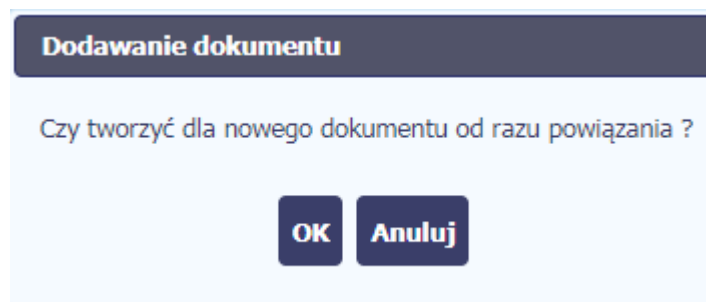 Dodawanie dokumentu
Czy tworzyć dla nowego dokumentu od razu powiązania ?
OK Anuluj